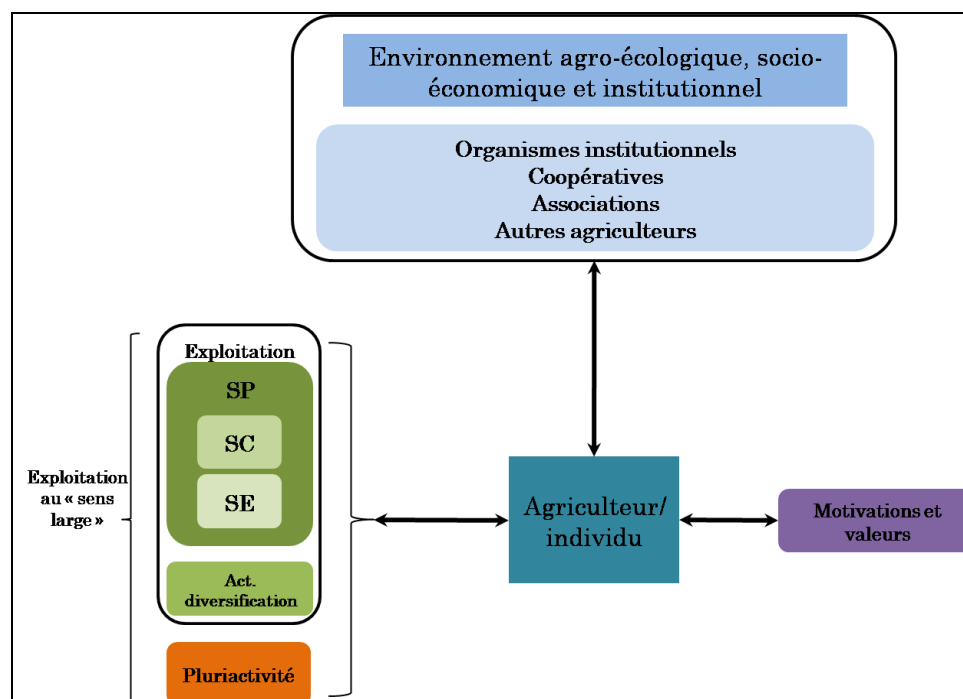 Environnement agro-écologique, socio-
économique et institutionnel
Organismes institutionnels
Coopératives
Associations
Autres agriculteurs
Exploitation
SP
SC
SE
Act.
diversification
Pluriactivité
Exploitation
au « sens
large »
Agriculteur/
individu
Motivations et
valeurs